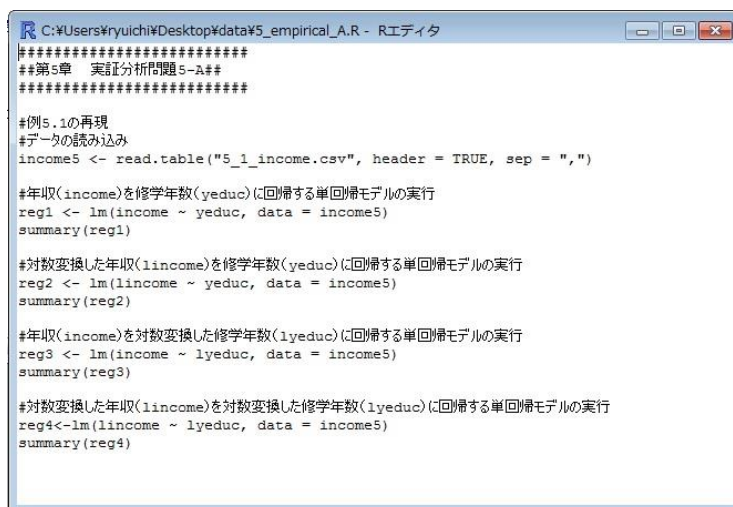 C:¥Users¥ryuichi¥Desktop¥data¥5_empirical_A.R - Rエディタ
##########################
##第5章　実証分析問題5-A##
##########################
#例5.1の再現
#データの読み込み
income5 <- read.table("5_1_income.csv", header = TRUE, sep = ",")
#年収(income)を修学年数(yeduc)に回帰する単回帰モデルの実行
reg1 <- lm(income ~ yeduc, data = income5)
summary(reg1)
#対数変換した年収(lincome)を修学年数(yeduc)に回帰する単回帰モデルの実行
reg2 <- lm(lincome ~ yeduc, data = income5)
summary(reg2)
#年収(income)を対数変換した修学年数(lyeduc)に回帰する単回帰モデルの実行
reg3 <- lm(income ~ lyeduc, data = income5)
summary(reg3)
#対数変換した年収(lincome)を対数変換した修学年数(lyeduc)に回帰する単回帰モデルの実行
reg4<-lm(lincome ~ lyeduc, data = income5)
summary(reg4)